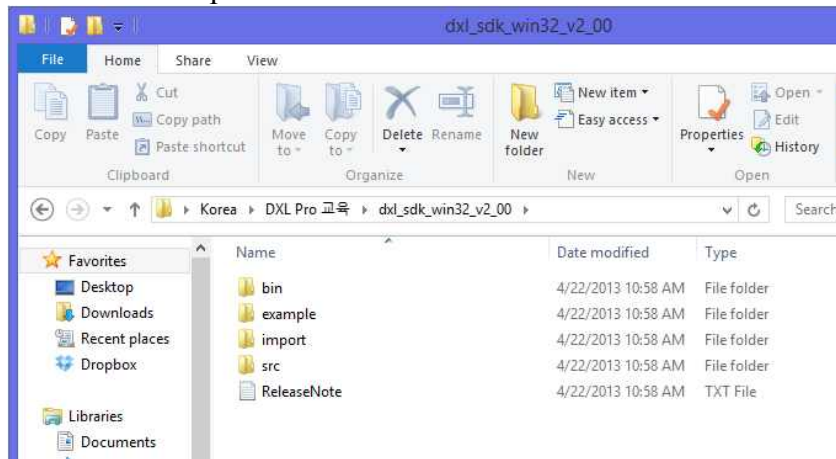 dxl_sdk_win32_v2_00
File Home Share View
Copy
Paste
Cut
Copy path
Paste shortcut
Clipboard
Move to
Copy to
Delete
Rename
Organize
New folder
New item
Easy access
New
Properties
Open
Edit
History
Open
Korea DXL Pro 교육 dxl_sdk_win32_v2_00 Search
Favorites
Desktop
Downloads
Recent places
Dropbox
Libraries
Documents
Name Date modified Type
bin 4/22/2013 10:58 AM File folder
example 4/22/2013 10:58 AM File folder
import 4/22/2013 10:58 AM File folder
src 4/22/2013 10:58 AM File folder
ReleaseNote 4/22/2013 10:58 AM TXT File